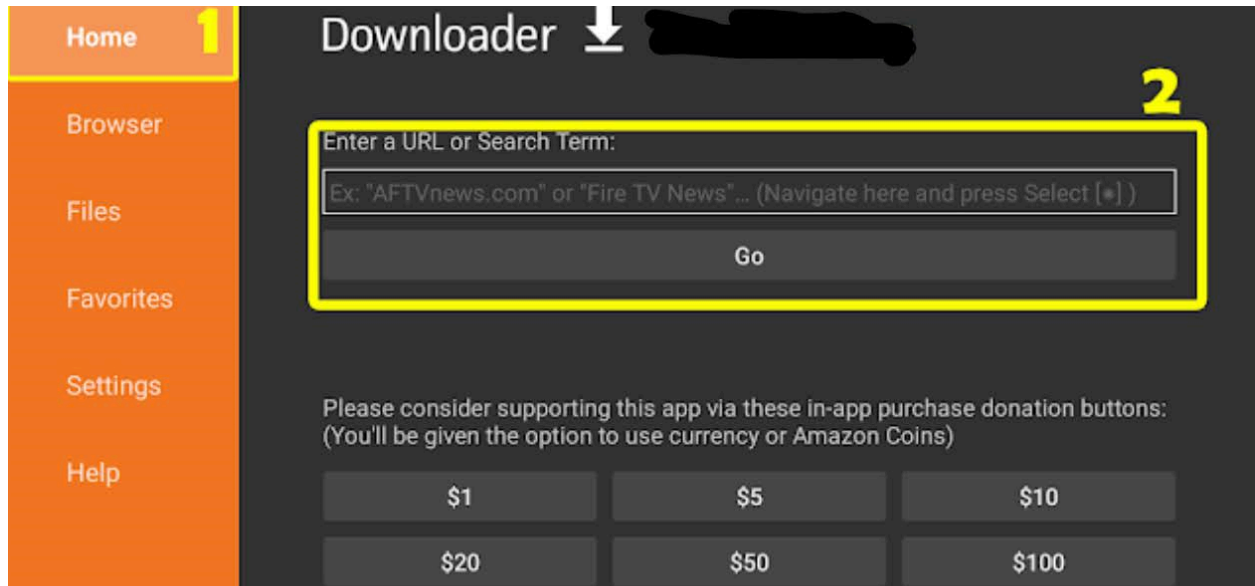 Home
1
Browser
Files
Favorites
Settings
Help
Downloader
2
Enter a URL or Search Term:
Ex: "AFTVnews.com" or "Fire TV News"... (Navigate here and press Select [●] )
Go
Please consider supporting this app via these in-app purchase donation buttons:
(You'll be given the option to use currency or Amazon Coins)
$1 $5 $10
$20 $50 $100